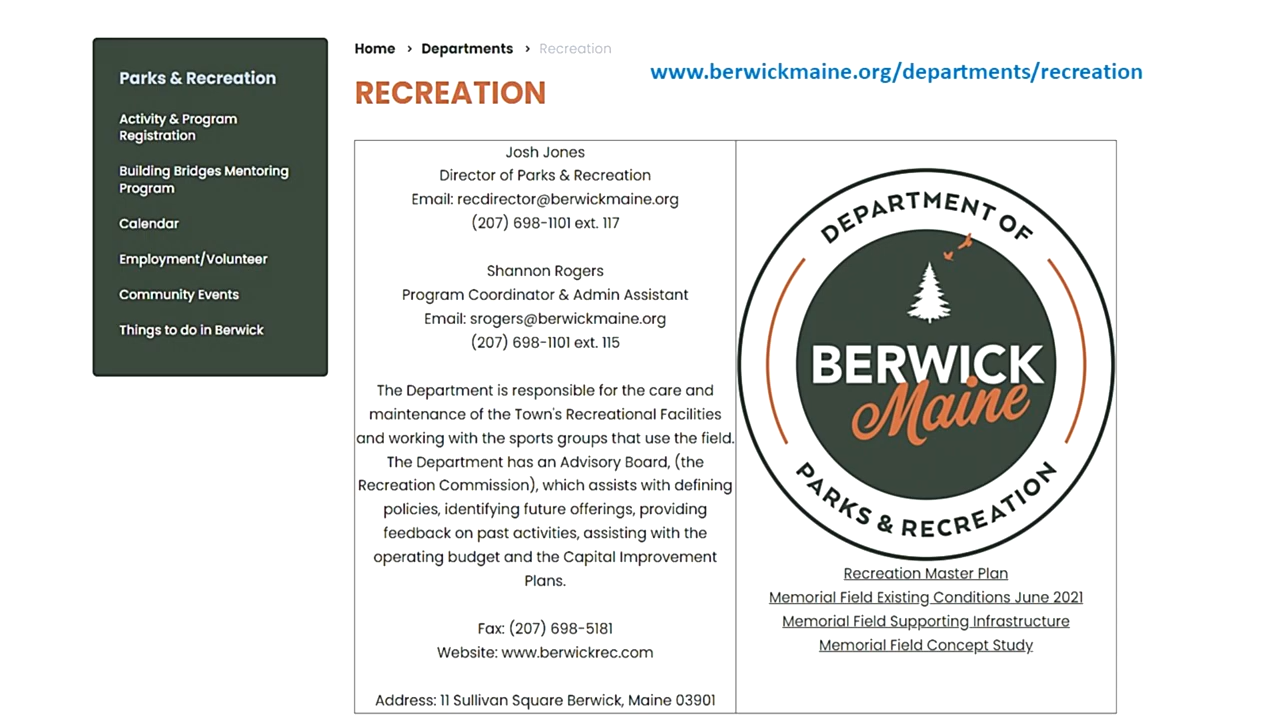 Parks & Recreation
Activity & Program
Registration
Building Bridges Mentoring
Program
Calendar
Employment/Volunteer
Community Events
Things to do in Berwick
Home › Departments › Recreation
www.berwickmaine.org/departments/recreation
RECREATION
Josh Jones
Director of Parks & Recreation
Email: recdirector@berwickmaine.org
(207) 698-1101 ext. 117
Shannon Rogers
Program Coordinator & Admin Assistant
Email: srogers@berwickmaine.org
(207) 698-1101 ext. 115
The Department is responsible for the care and
maintenance of the Town's Recreational Facilities
and working with the sports groups that use the field.
The Department has an Advisory Board, (the
Recreation Commission), which assists with defining
policies, identifying future offerings, providing
feedback on past activities, assisting with the
operating budget and the Capital Improvement
Plans.
Fax: (207) 698-5181
Website: www.berwickrec.com
Address: 11 Sullivan Square Berwick, Maine 03901
DEPARTMENT OF
BERWICK
Maine
PARKS & RECREATION
Recreation Master Plan
Memorial Field Existing Conditions June 2021
Memorial Field Supporting Infrastructure
Memorial Field Concept Study